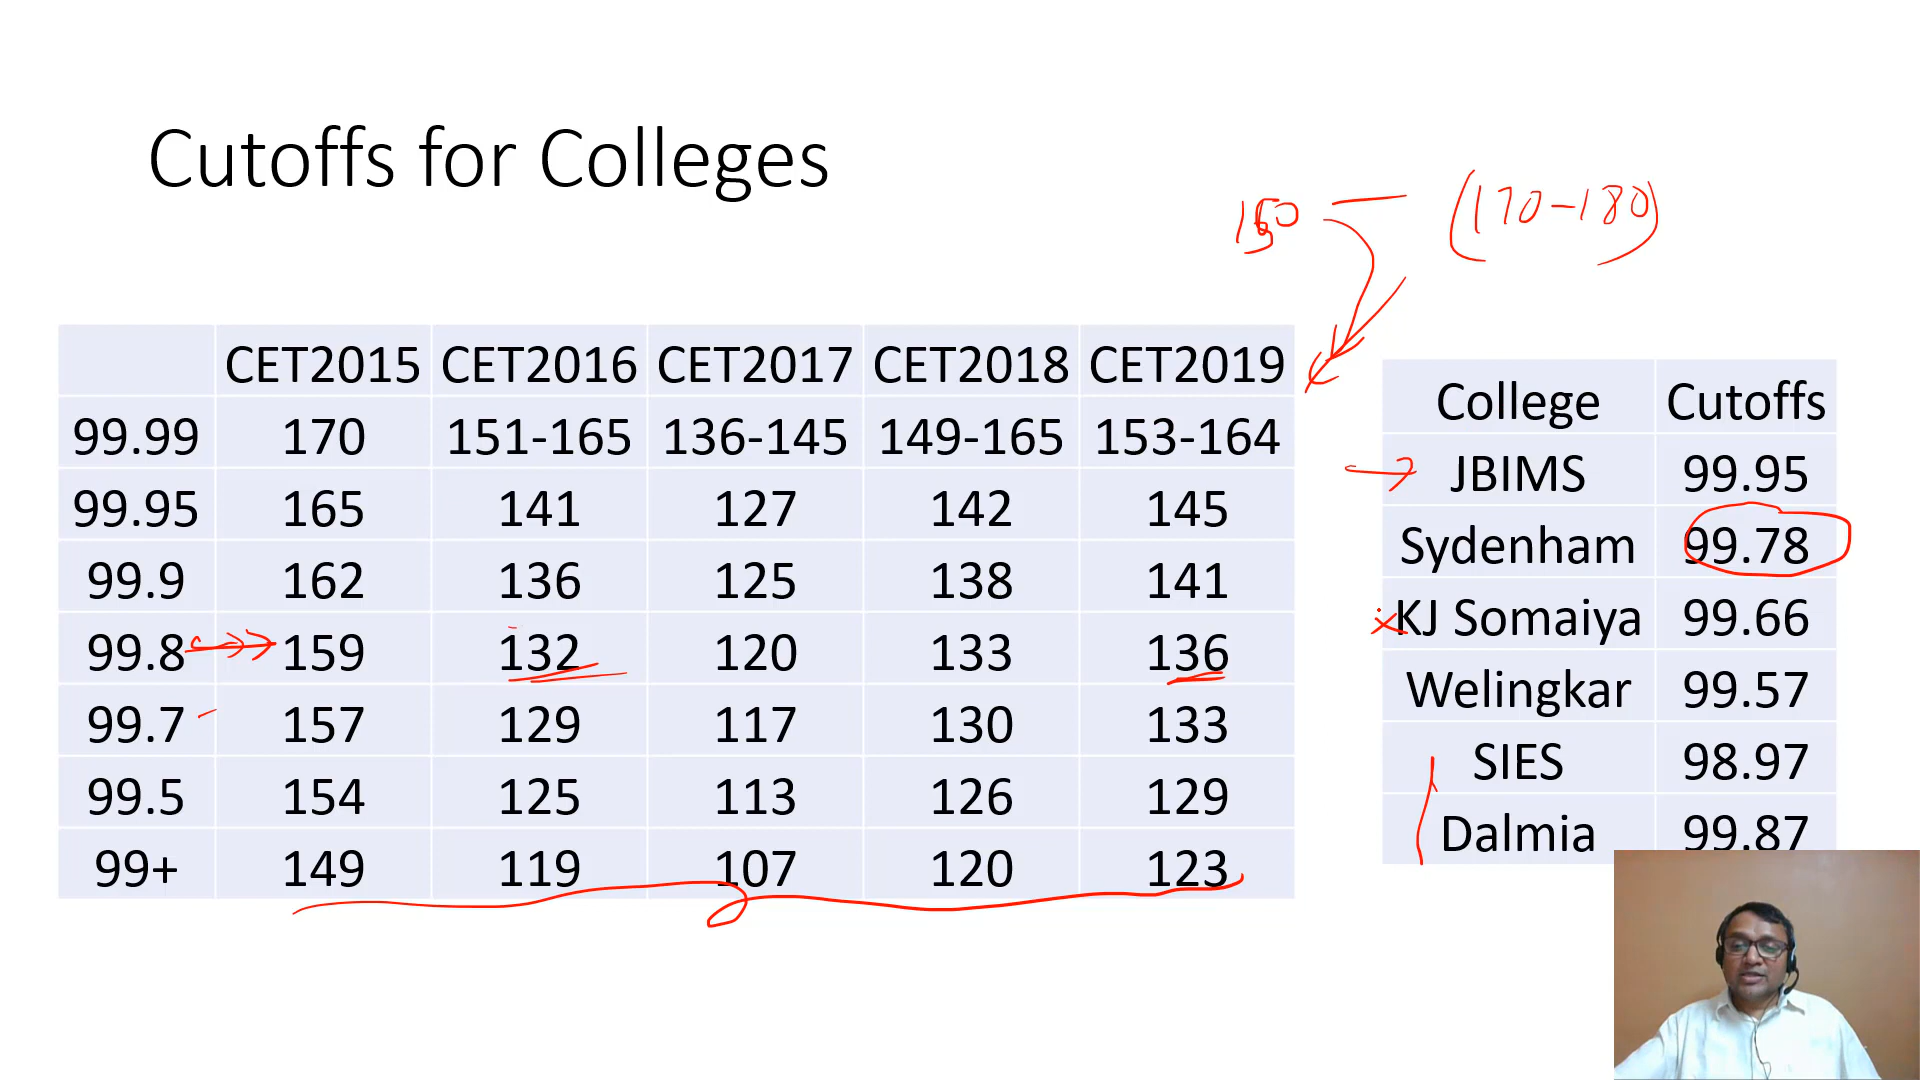 Cutoffs for Colleges
(170-180)
CET2015 CET2016 CET2017 CET2018 CET2019
99.99 170 151-165 136-145 149-165 153-164
99.95 165 141 127 142 145
99.9 162 136 125 138 141
99.8 159 132 120 133 136
99.7 157 129 117 130 133
99.5 154 125 113 126 129
99+ 149 119 107 120 123
College Cutoffs
JBIMS 99.95
Sydenham 99.78
KJ Somaiya 99.66
Welingkar 99.57
SIES 98.97
Dalmia 99.87